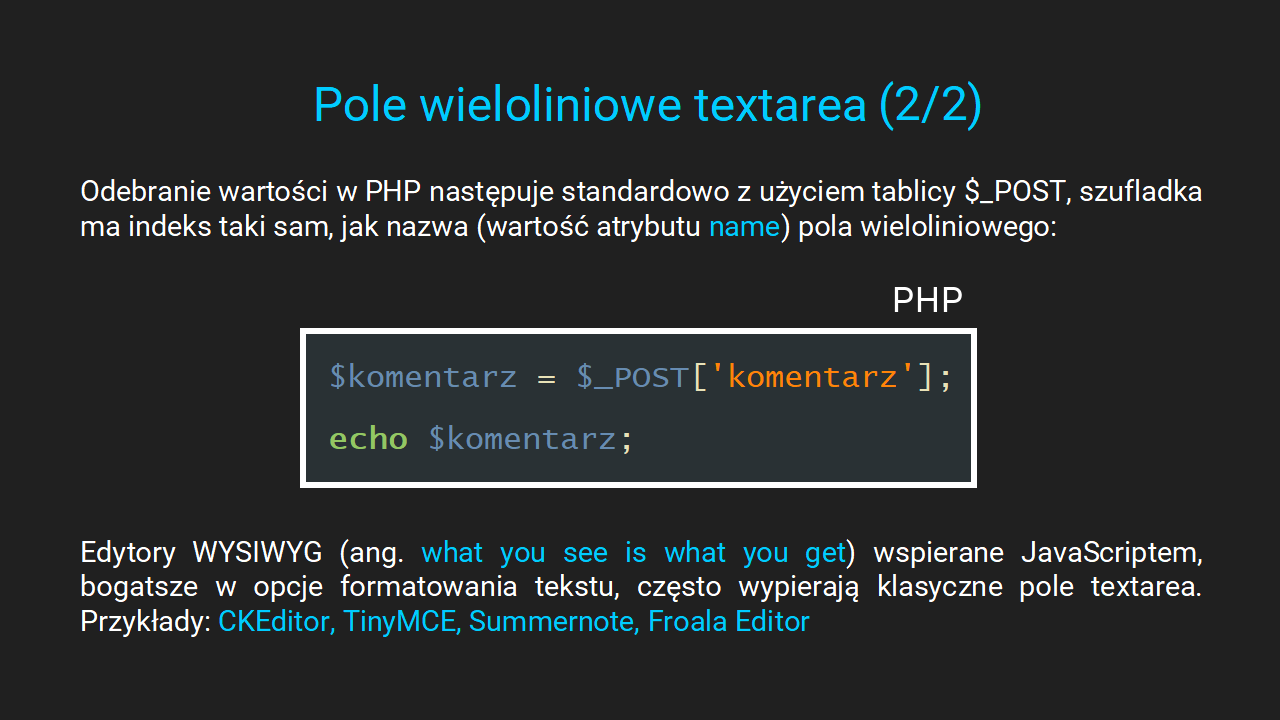 Pole wieloliniowe textarea (2/2)
Odebranie wartości w PHP następuje standardowo z użyciem tablicy $_POST, szufladka
ma indeks taki sam, jak nazwa (wartość atrybutu name) pola wieloliniowego:
PHP
$komentarz = $_POST['komentarz'];
echo $komentarz;
Edytory WYSIWYG (ang. what you see is what you get) wspierane JavaScriptem,
bogatsze w opcje formatowania tekstu, często wypierają klasyczne pole textarea.
Przykłady: CKEditor, TinyMCE, Summernote, Froala Editor